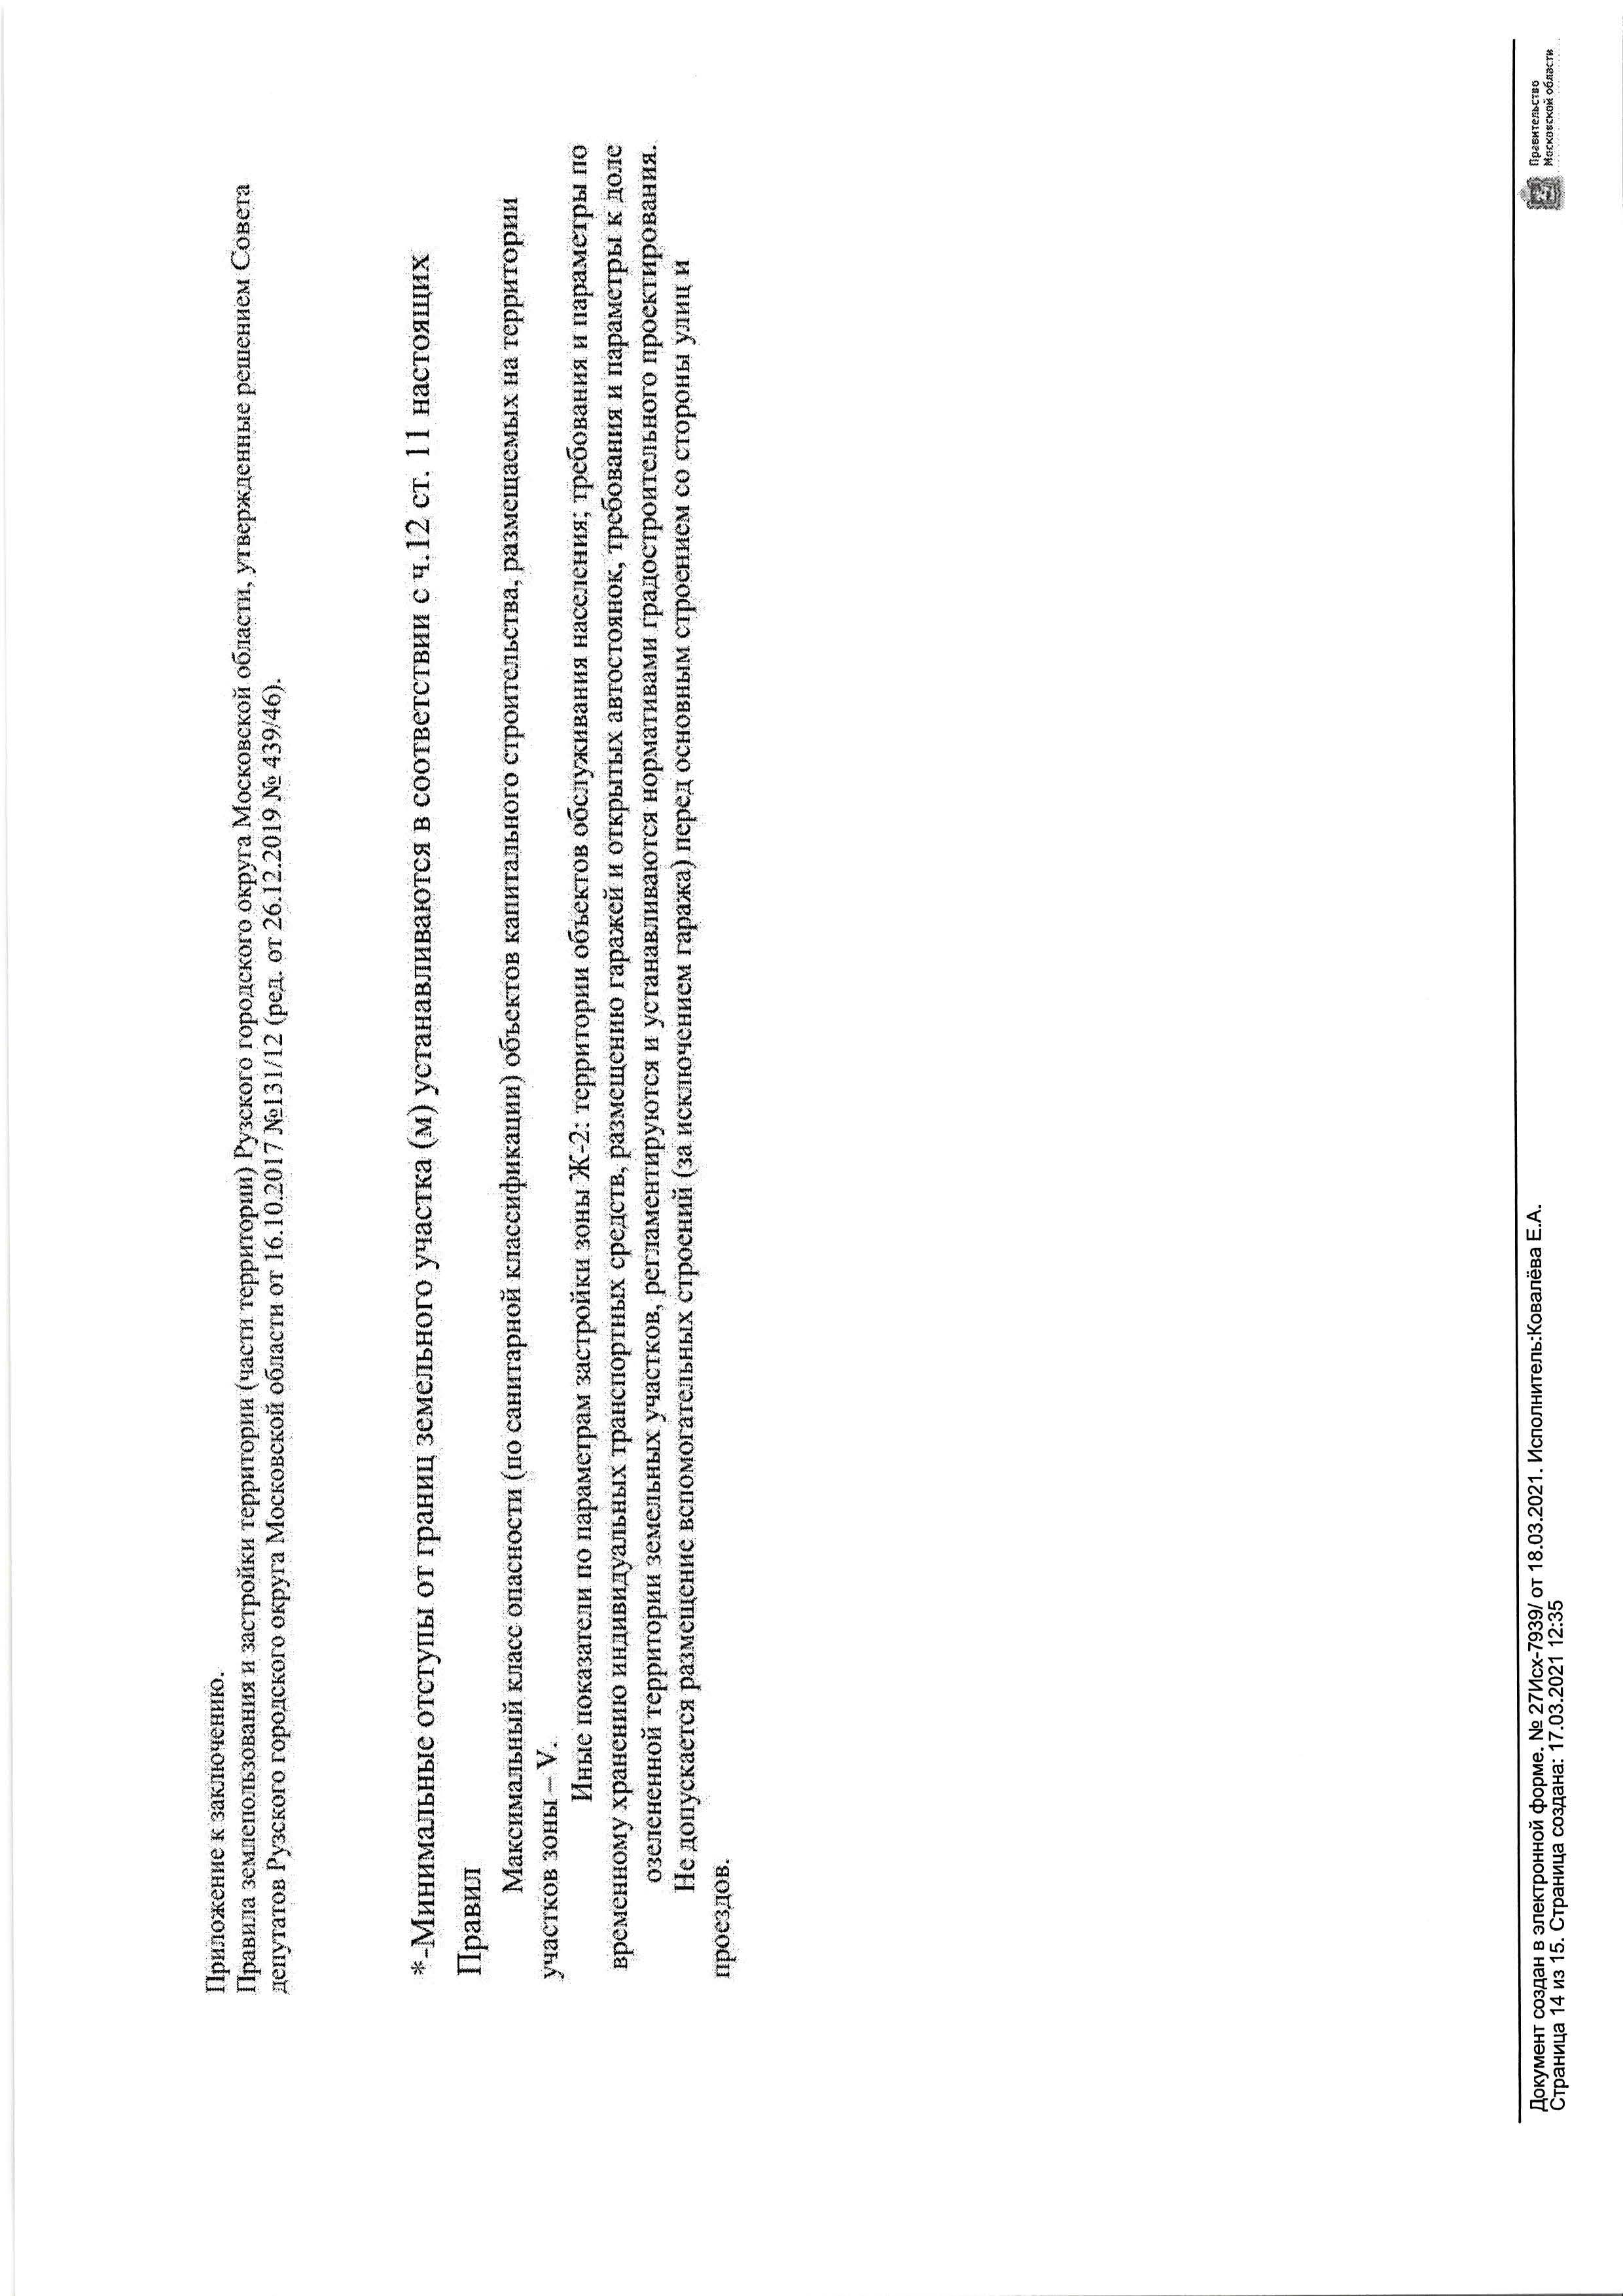 Приложение к заключению.
Правила землепользования и застройки территории (части территории) Рузского городского округа Московской области, утвержденные решением Совета
депутатов Рузского городского округа Московской области от 16.10.2017 №131/12 (ред. от 26.12.2019 № 439/46).
*-Минимальные отступы от границ земельного участка (м) устанавливаются в соответствии с ч.12 ст. 11 настоящих
Правил
Максимальный класс опасности (по санитарной классификации) объектов капитального строительства, размещаемых на территории
участков зоны – V.
Иные показатели по параметрам застройки зоны Ж-2: территории объектов обслуживания населения; требования и параметры по
временному хранению индивидуальных транспортных средств, размещению гаражей и открытых автостоянок, требования и параметры к доле
озелененной территории земельных участков, регламентируются и устанавливаются нормативами градостроительного проектирования.
Не допускается размещение вспомогательных строений (за исключением гаража) перед основным строением со стороны улиц и
проездов.
Документ создан в электронной форме. № 27Исх-7939/ от 18.03.2021. Исполнитель:Ковалёва Е.А.
Страница 14 из 15. Страница создана: 17.03.2021 12:35
Правительство
Московской области